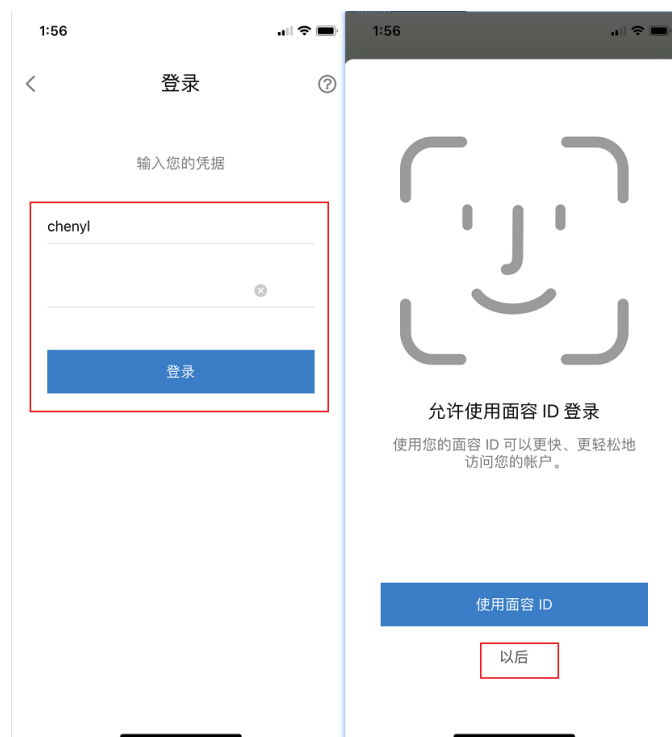 1:56
登录
输入您的凭据
chenyl
登录
1:56
允许使用面容 ID 登录
使用您的面容 ID 可以更快、更轻松地
访问您的帐户。
使用面容 ID
以后